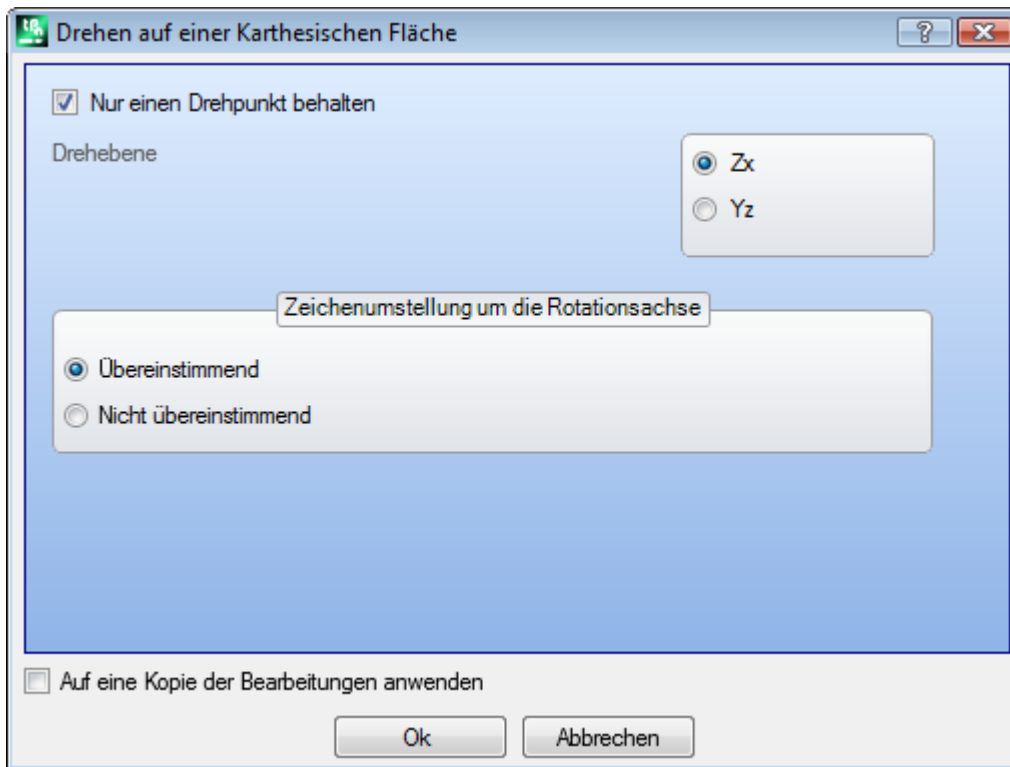 Drehen auf einer Karthesischen Fläche
Nur einen Drehpunkt behalten
Drehebene
Zx
Yz
Zeichenumstellung um die Rotationsachse
Übereinstimmend
Nicht übereinstimmend
Auf eine Kopie der Bearbeitungen anwenden
Ok
Abbrechen